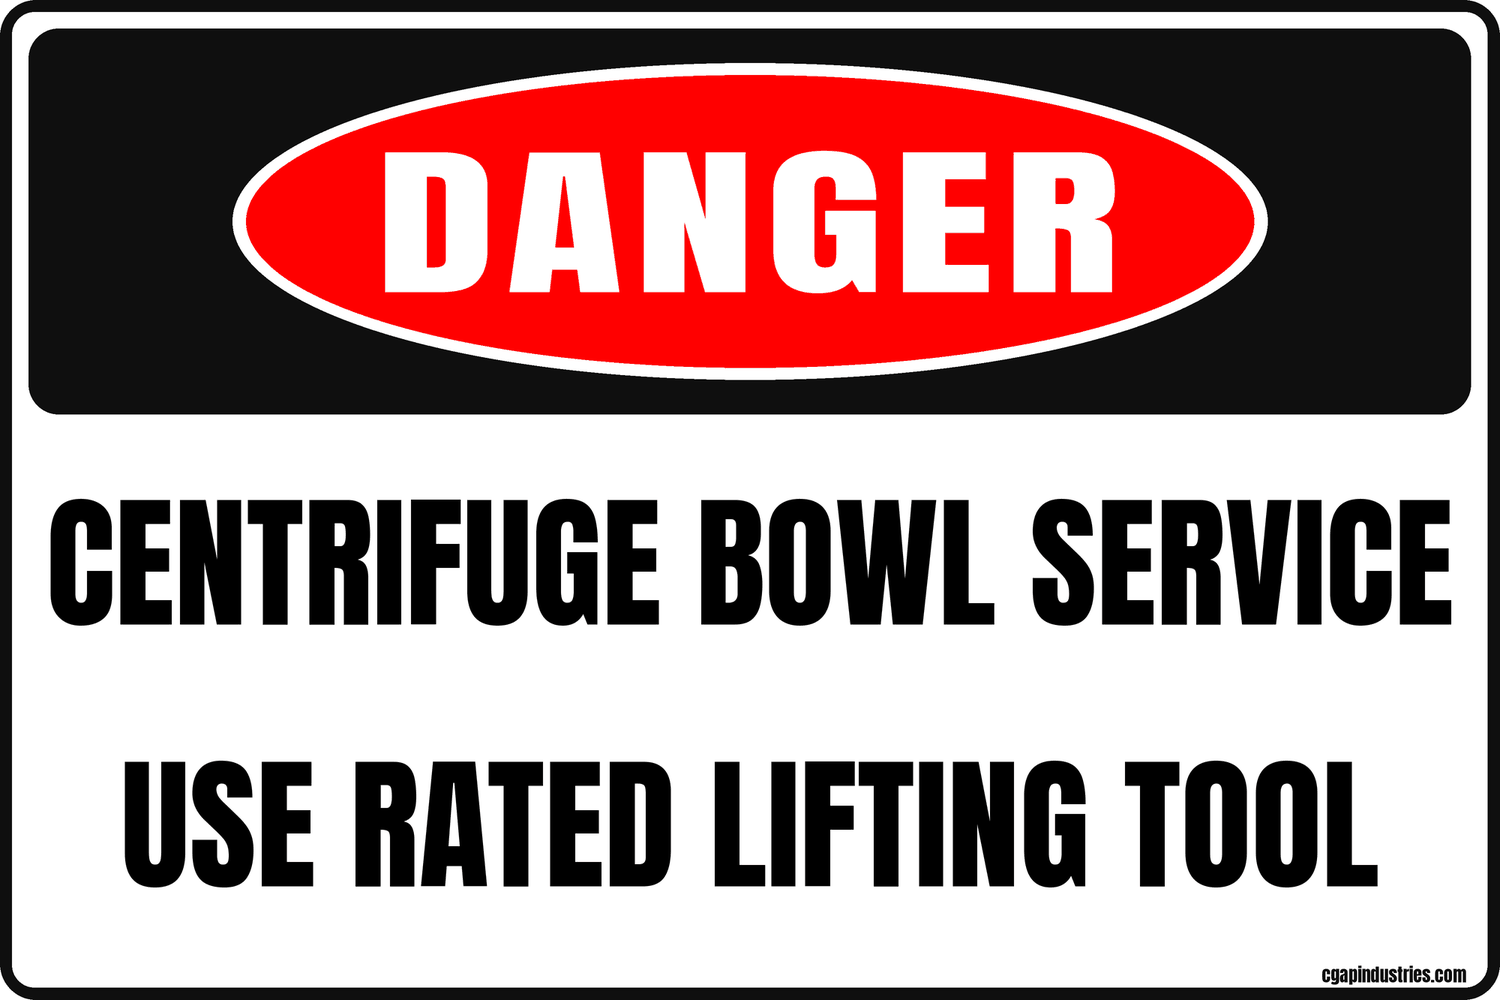 DANGER
CENTRIFUGE BOWL SERVICE
USE RATED LIFTING TOOL
cgapindustries.com